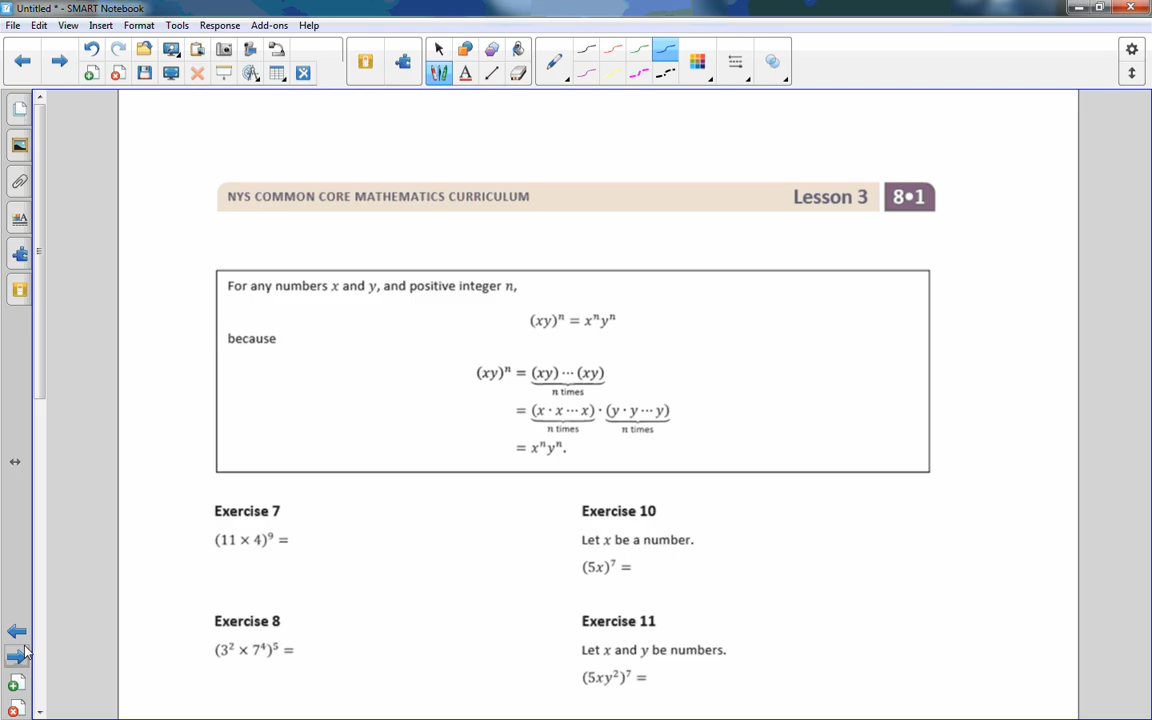 Untitled * - SMART Notebook
File Edit View Insert Format Tools Response Add-ons Help
NYS COMMON CORE MATHEMATICS CURRICULUM Lesson 3 8•1
For any numbers x and y, and positive integer n,
(xy)ⁿ = xⁿyⁿ
because
(xy)ⁿ = (xy) ⋯ (xy)
n times
= (x · x ⋯ x) · (y · y ⋯ y)
n times n times
= xⁿyⁿ.
Exercise 7
(11 × 4)⁹ =
Exercise 10
Let x be a number.
(5x)⁷ =
Exercise 8
(3² × 7⁴)⁵ =
Exercise 11
Let x and y be numbers.
(5xy²)⁷ =